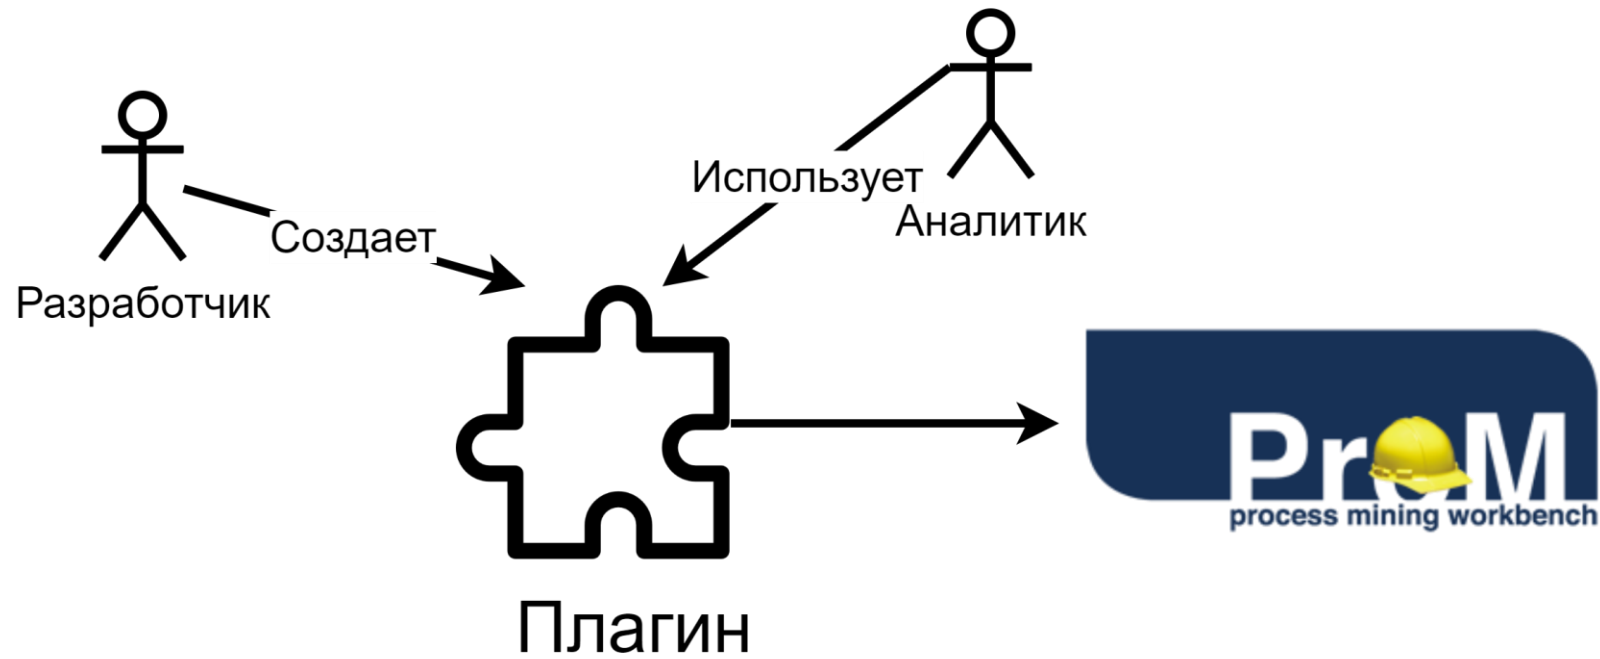 Использует
Аналитик
Создает
Разработчик
ProM
process mining workbench
Плагин